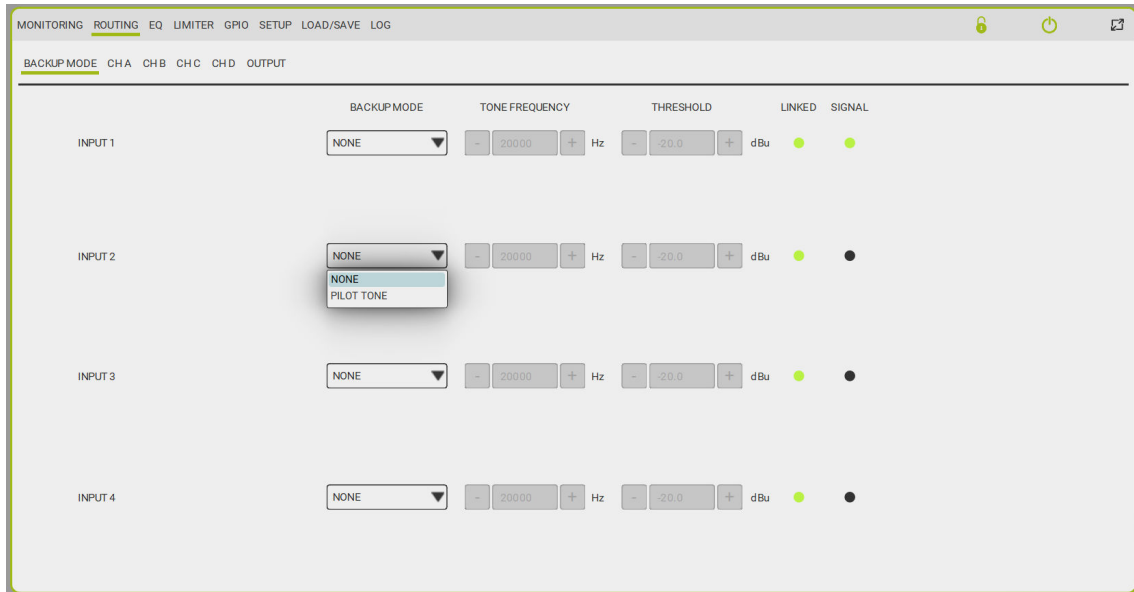 MONITORING ROUTING EQ LIMITER GPIO SETUP LOAD/SAVE LOG
BACKUP MODE CH A CH B CH C CH D OUTPUT
BACKUP MODE TONE FREQUENCY THRESHOLD LINKED SIGNAL
INPUT 1 NONE - 20000 + Hz - -20.0 + dBu
INPUT 2 NONE - 20000 + Hz - -20.0 + dBu
NONE
PILOT TONE
INPUT 3 NONE - 20000 + Hz - -20.0 + dBu
INPUT 4 NONE - 20000 + Hz - -20.0 + dBu